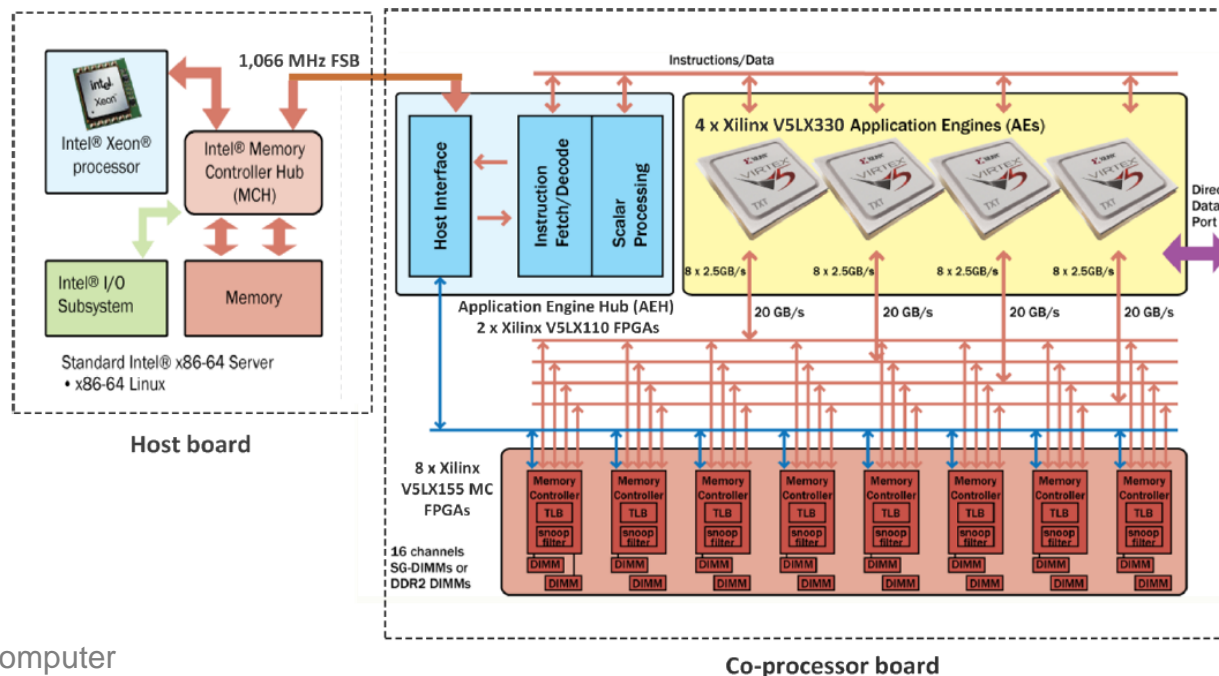 1,066 MHz FSB
intel
Xeon
Intel® Xeon®
processor
Intel® Memory
Controller Hub
(MCH)
Intel® I/O
Subsystem
Memory
Standard Intel® x86-64 Server
• x86-64 Linux
Host board
Instructions/Data
Host Interface
Instruction
Fetch/Decode
Scalar
Processing
Application Engine Hub (AEH)
2 x Xilinx V5LX110 FPGAs
4 x Xilinx V5LX330 Application Engines (AEs)
XILINX
VIRTEX
5
TXT
XILINX
VIRTEX
5
TXT
XILINX
VIRTEX
5
TXT
XILINX
VIRTEX
5
TXT
8 x 2.5GB/s
8 x 2.5GB/s
8 x 2.5GB/s
8 x 2.5GB/s
Direc
Data
Port
20 GB/s
20 GB/s
20 GB/s
20 GB/s
8 x Xilinx
V5LX155 MC
FPGAs
16 channels
SG-DIMMs or
DDR2 DIMMs
Memory
Controller
TLB
snoop
filter
DIMM
DIMM
Memory
Controller
TLB
snoop
filter
DIMM
DIMM
Memory
Controller
TLB
snoop
filter
DIMM
DIMM
Memory
Controller
TLB
snoop
filter
DIMM
DIMM
Memory
Controller
TLB
snoop
filter
DIMM
DIMM
Memory
Controller
TLB
snoop
filter
DIMM
DIMM
Memory
Controller
TLB
snoop
filter
DIMM
DIMM
Memory
Controller
TLB
snoop
filter
DIMM
DIMM
omputer
Co-processor board